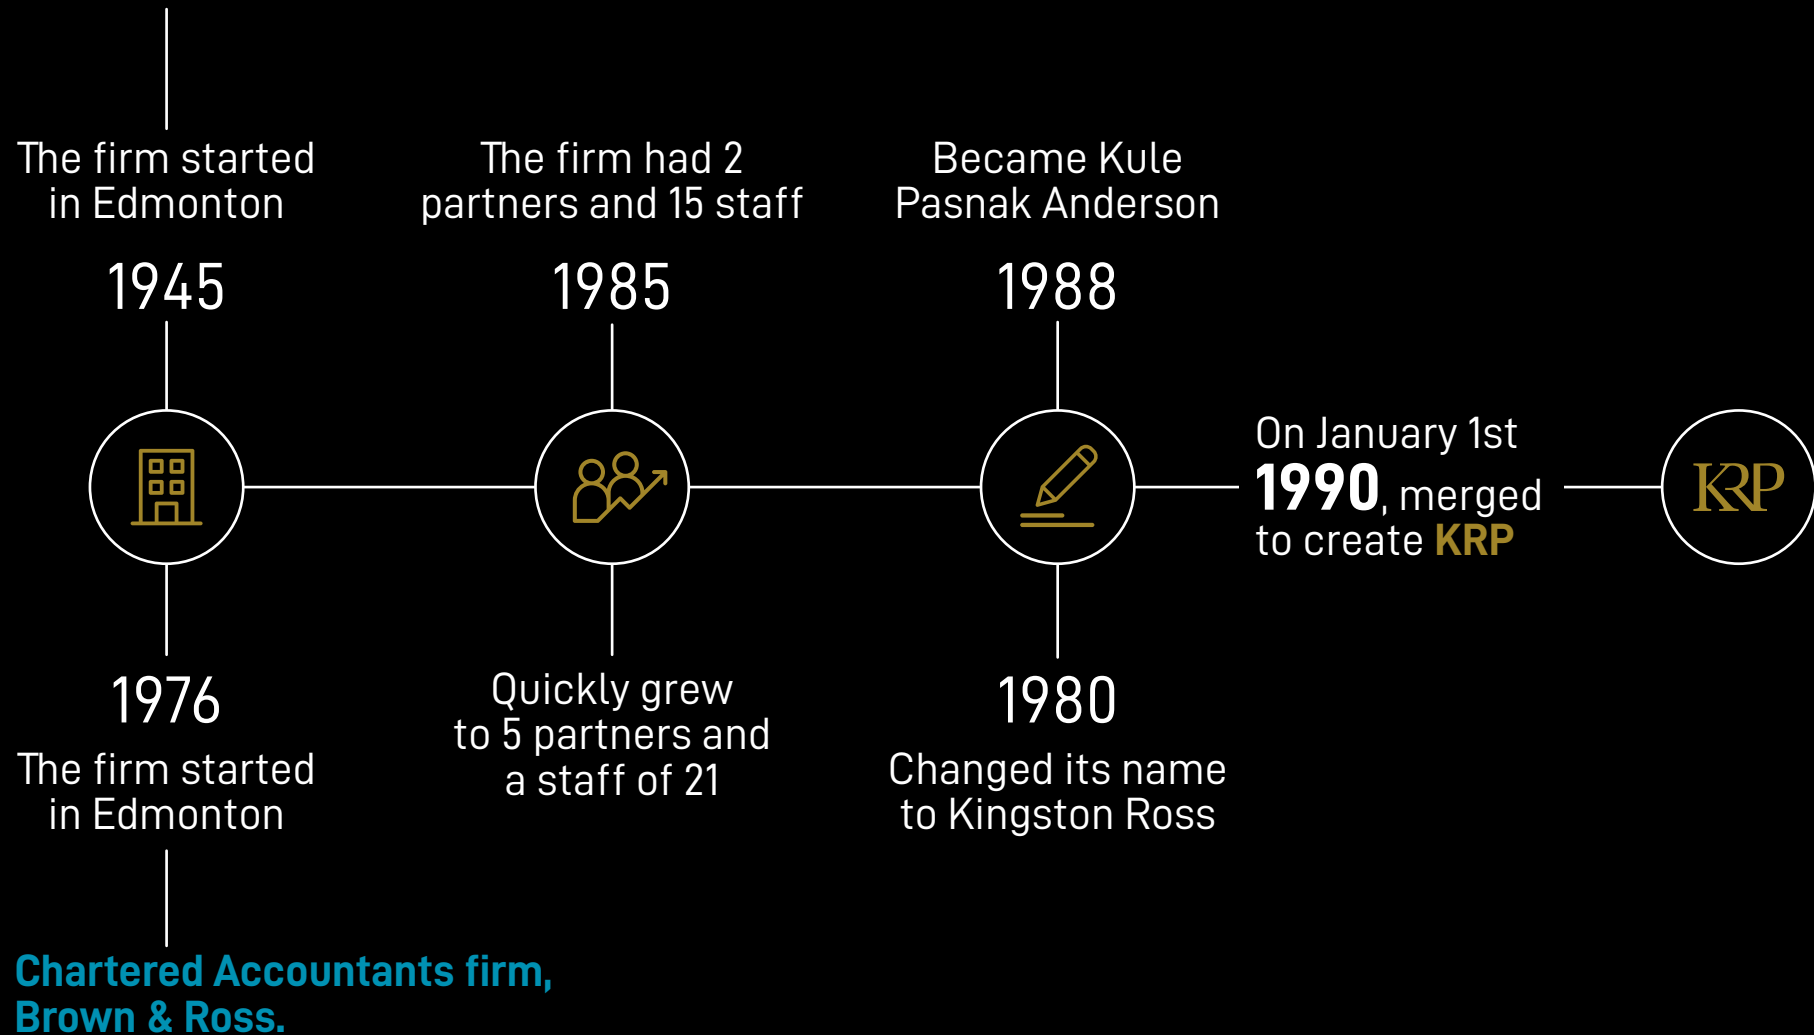 The firm started
in Edmonton
1945
The firm had 2
partners and 15 staff
1985
Became Kule
Pasnak Anderson
1988
On January 1st
1990, merged
to create KRP
KRP
1976
The firm started
in Edmonton
Quickly grew
to 5 partners and
a staff of 21
1980
Changed its name
to Kingston Ross
Chartered Accountants firm,
Brown & Ross.